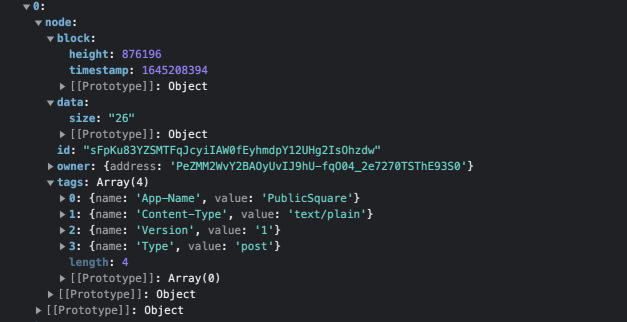 ▼ 0:
▼ node:
▼ block:
height: 876196
timestamp: 1645208394
▶ [[Prototype]]: Object
▼ data:
size: "26"
▶ [[Prototype]]: Object
id: "sFpKu83YZSMTFqJcyiIAW0fEyhmdpY12UHg2IsOhzdw"
▶ owner: {address: 'PeZMM2WvY2BAOyUvIJ9hU-fqO04_2e7270TSThE93S0'}
▼ tags: Array(4)
▶ 0: {name: 'App-Name', value: 'PublicSquare'}
▶ 1: {name: 'Content-Type', value: 'text/plain'}
▶ 2: {name: 'Version', value: '1'}
▶ 3: {name: 'Type', value: 'post'}
length: 4
▶ [[Prototype]]: Array(0)
▶ [[Prototype]]: Object
▶ [[Prototype]]: Object